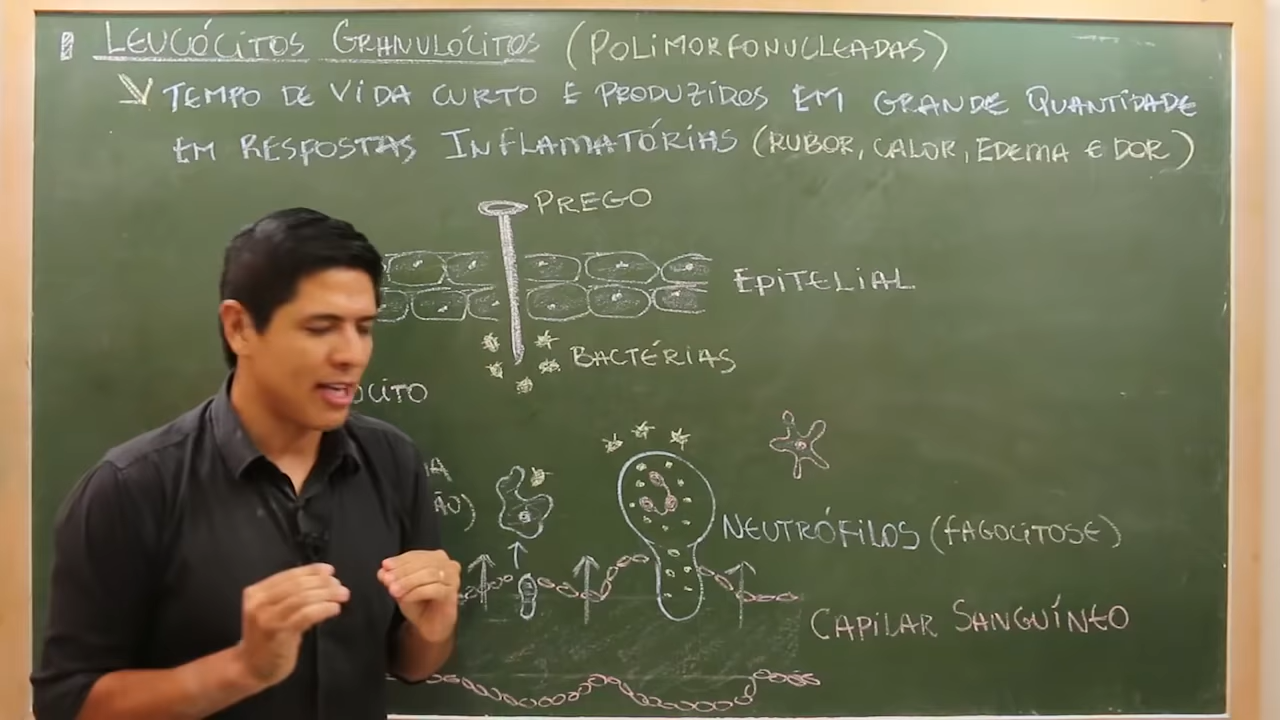 LEUCÓCITOS GRANULÓCITOS (POLIMORFONUCLEADAS)
TEMPO DE VIDA CURTO E PRODUZIDOS EM GRANDE QUANTIDADE
EM RESPOSTAS INFLAMATÓRIAS (RUBOR, CALOR, EDEMA E DOR)
PREGO
EPITELIAL
BACTÉRIAS
NEUTRÓFILOS (FAGOCITOSE)
CAPILAR SANGUÍNEO